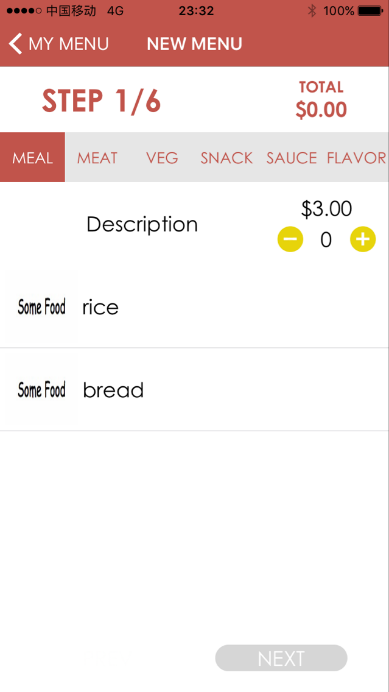 中国移动 4G 23:32 100%
MY MENU NEW MENU
STEP 1/6
TOTAL
$0.00
MEAL MEAT VEG SNACK SAUCE FLAVOR
Description
$3.00
0
Some Food rice
Some Food bread
NEXT